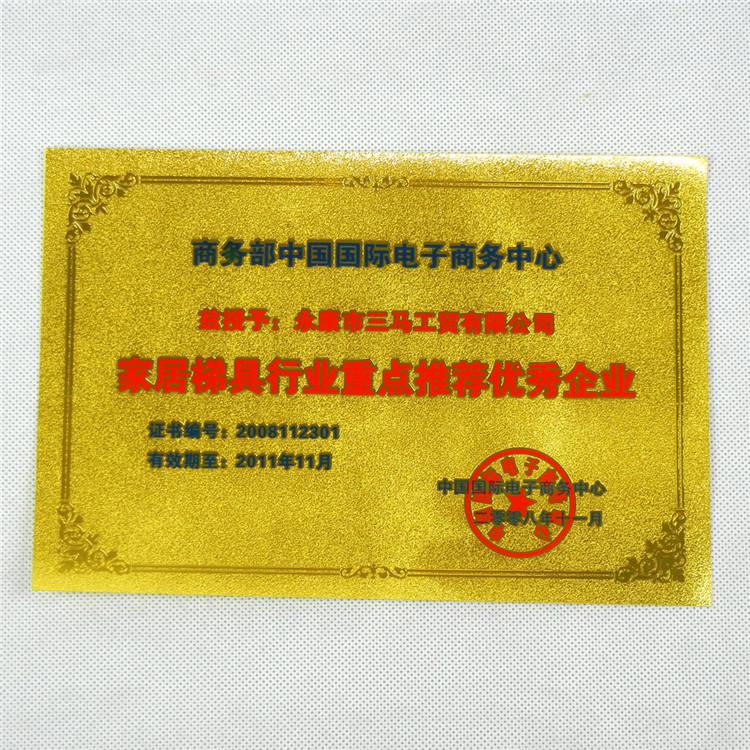 商务部中国国际电子商务中心
兹授予：永康市三马工贸有限公司
家居梯具行业重点推荐优秀企业
证书编号：2008112301
有效期至：2011年11月
中国国际电子商务中心
二零零八年十一月